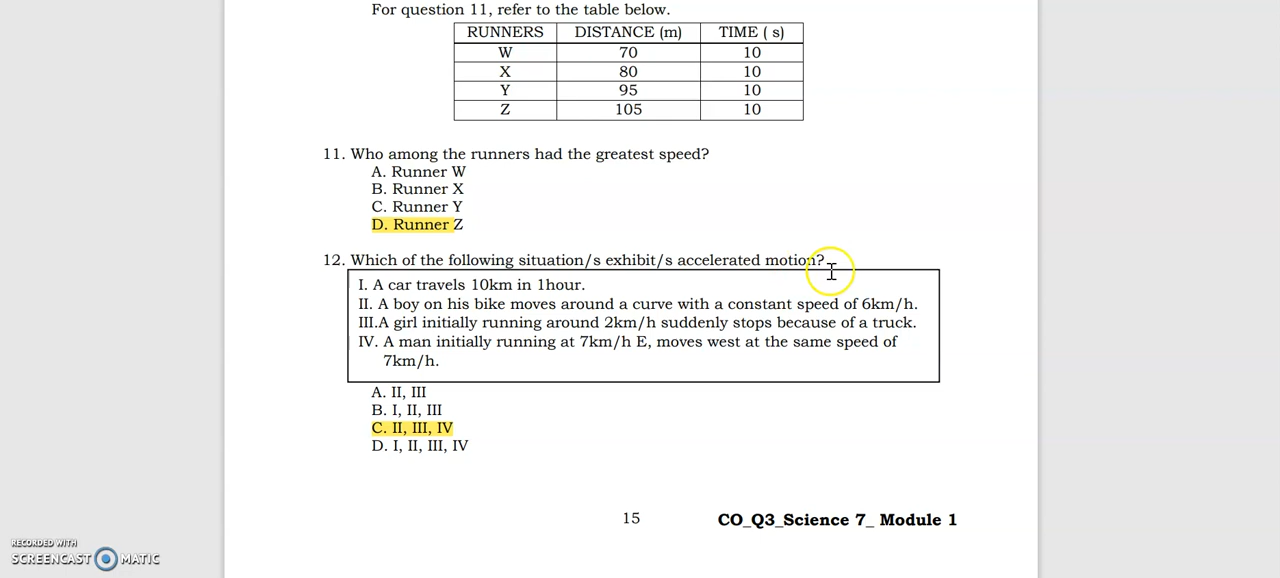 For question 11, refer to the table below.
RUNNERS DISTANCE (m) TIME ( s)
W 70 10
X 80 10
Y 95 10
Z 105 10
11. Who among the runners had the greatest speed?
A. Runner W
B. Runner X
C. Runner Y
D. Runner Z
12. Which of the following situation/s exhibit/s accelerated motion?
I. A car travels 10km in 1hour.
II. A boy on his bike moves around a curve with a constant speed of 6km/h.
III.A girl initially running around 2km/h suddenly stops because of a truck.
IV. A man initially running at 7km/h E, moves west at the same speed of
7km/h.
A. II, III
B. I, II, III
C. II, III, IV
D. I, II, III, IV
15 CO_Q3_Science 7_ Module 1
RECORDED WITH
SCREENCAST MATIC